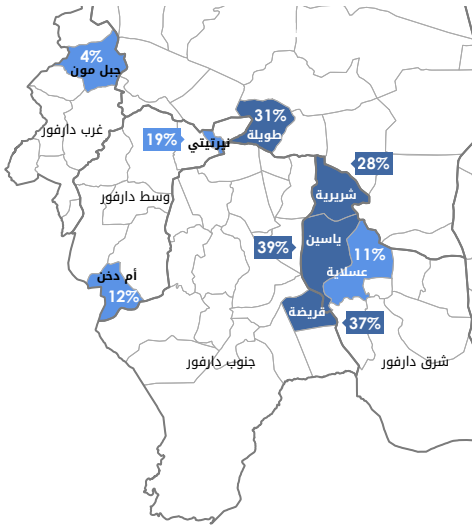 4%
جبل مون
31%
طويلة
غرب دارفور
19%
نيرتيتي
28%
شريرية
وسط دارفور
39%
ياسين
11%
عسلاية
أم دخن
12%
قريضة
37%
جنوب دارفور
شرق دارفور